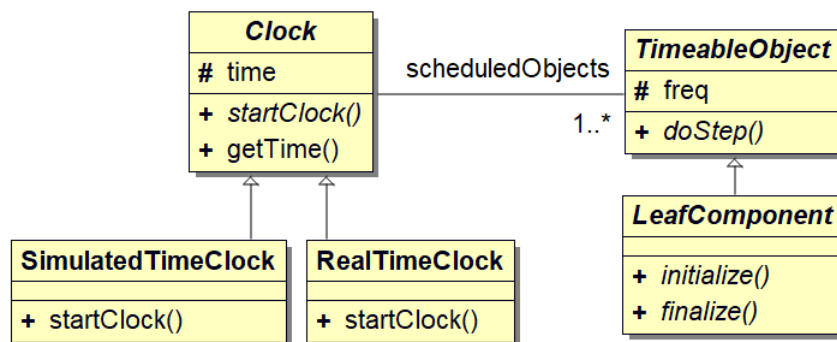 Clock
# time
+ startClock()
+ getTime()
scheduledObjects
1..*
TimeableObject
# freq
+ doStep()
SimulatedTimeClock
+ startClock()
RealTimeClock
+ startClock()
LeafComponent
+ initialize()
+ finalize()